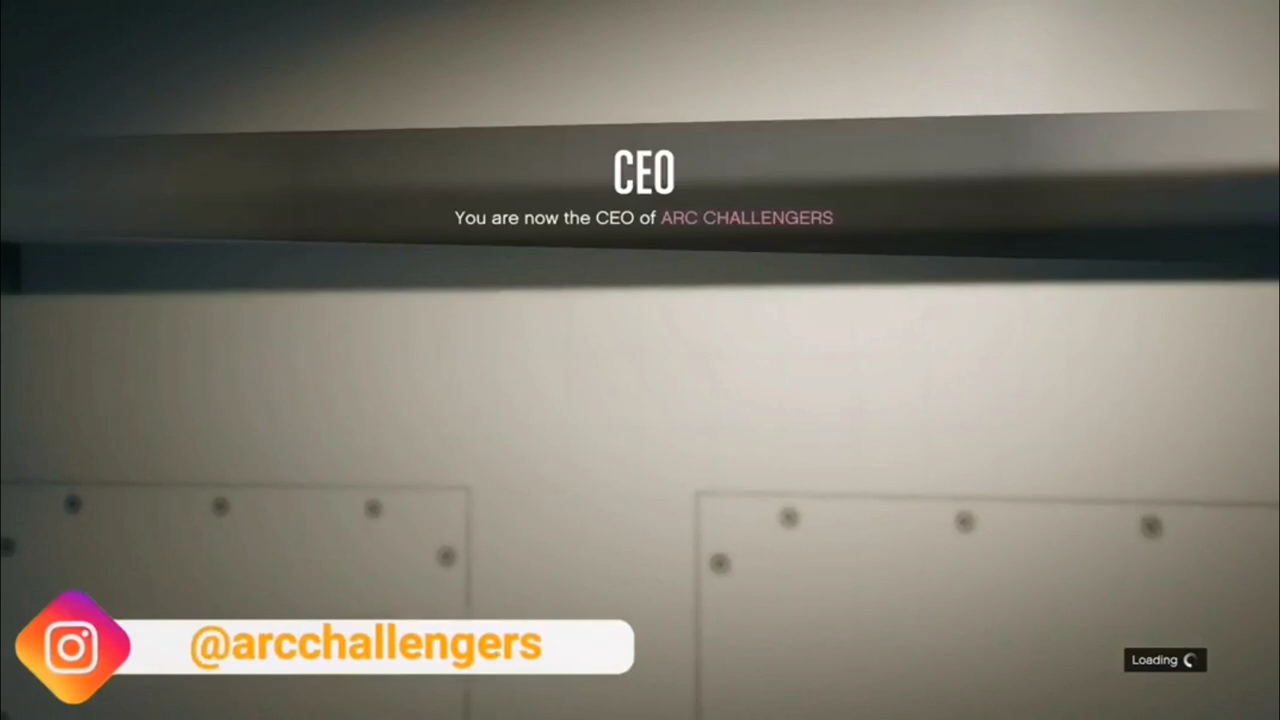 CEO
You are now the CEO of ARC CHALLENGERS
@arcchallengers
Loading